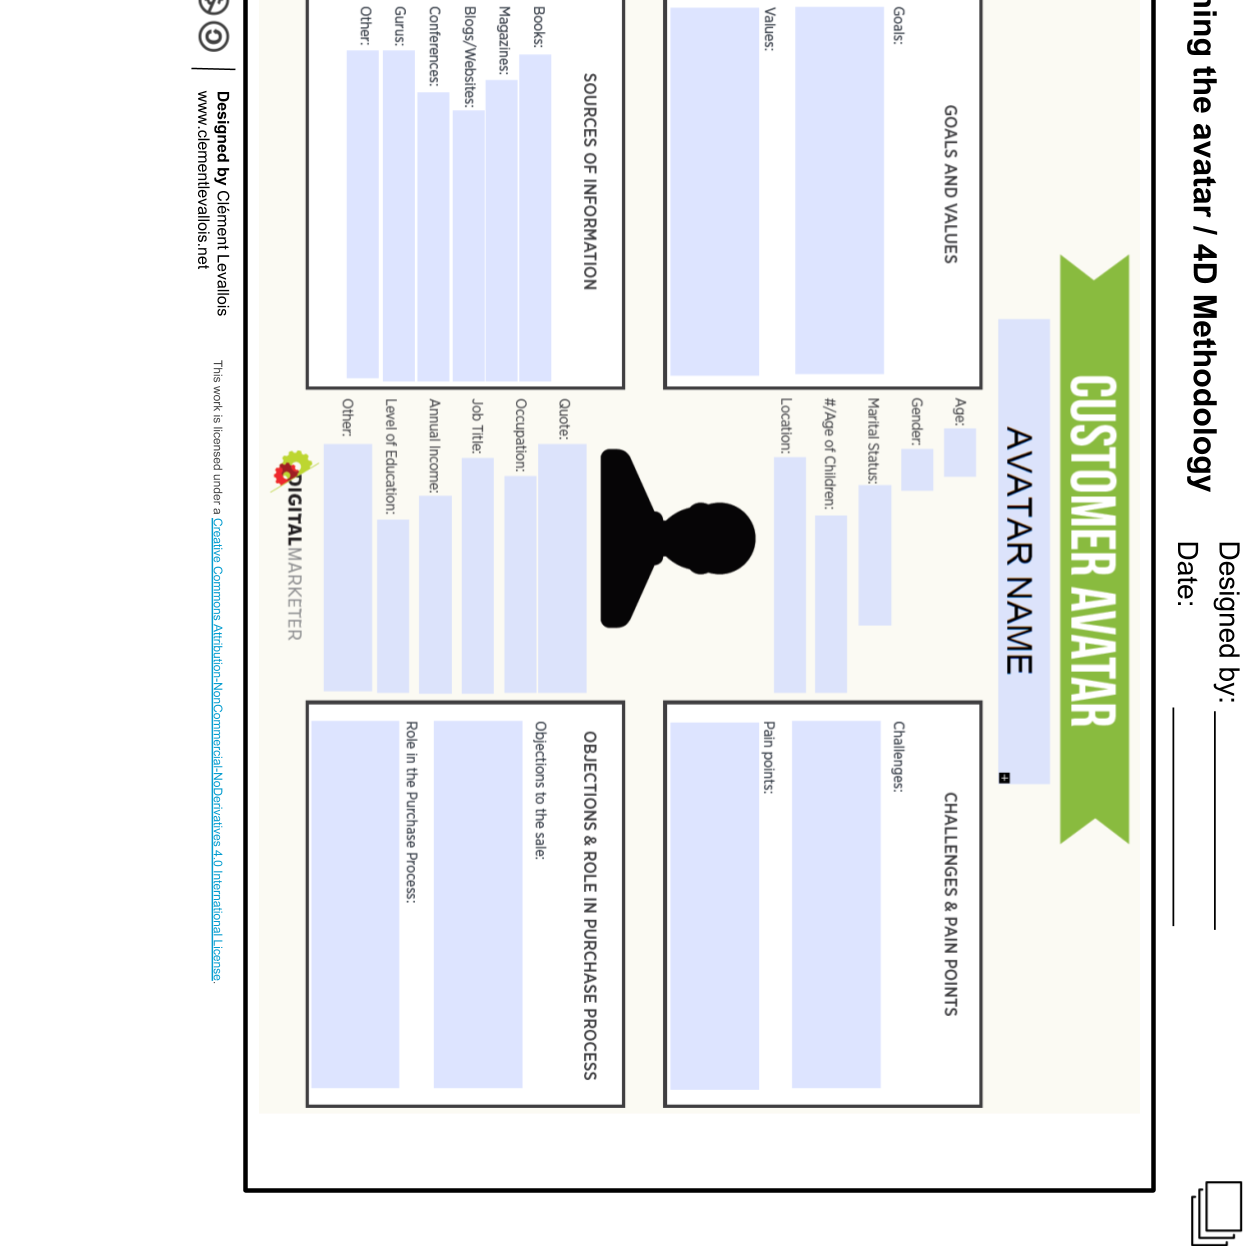 ning the avatar / 4D Methodology
Designed by:
Date:
CUSTOMER AVATAR
AVATAR NAME
GOALS AND VALUES
Goals:
Values:
Age:
Gender:
Marital Status:
#/Age of Children:
Location:
CHALLENGES & PAIN POINTS
Challenges:
Pain points:
SOURCES OF INFORMATION
Books:
Magazines:
Blogs/Websites:
Conferences:
Gurus:
Other:
Quote:
Occupation:
Job Title:
Annual Income:
Level of Education:
Other:
OBJECTIONS & ROLE IN PURCHASE PROCESS
Objections to the sale:
Role in the Purchase Process:
DIGITALMARKETER
Designed by Clément Levallois
www.clementlevallois.net
This work is licensed under a Creative Commons Attribution-NonCommercial-NoDerivatives 4.0 International License.